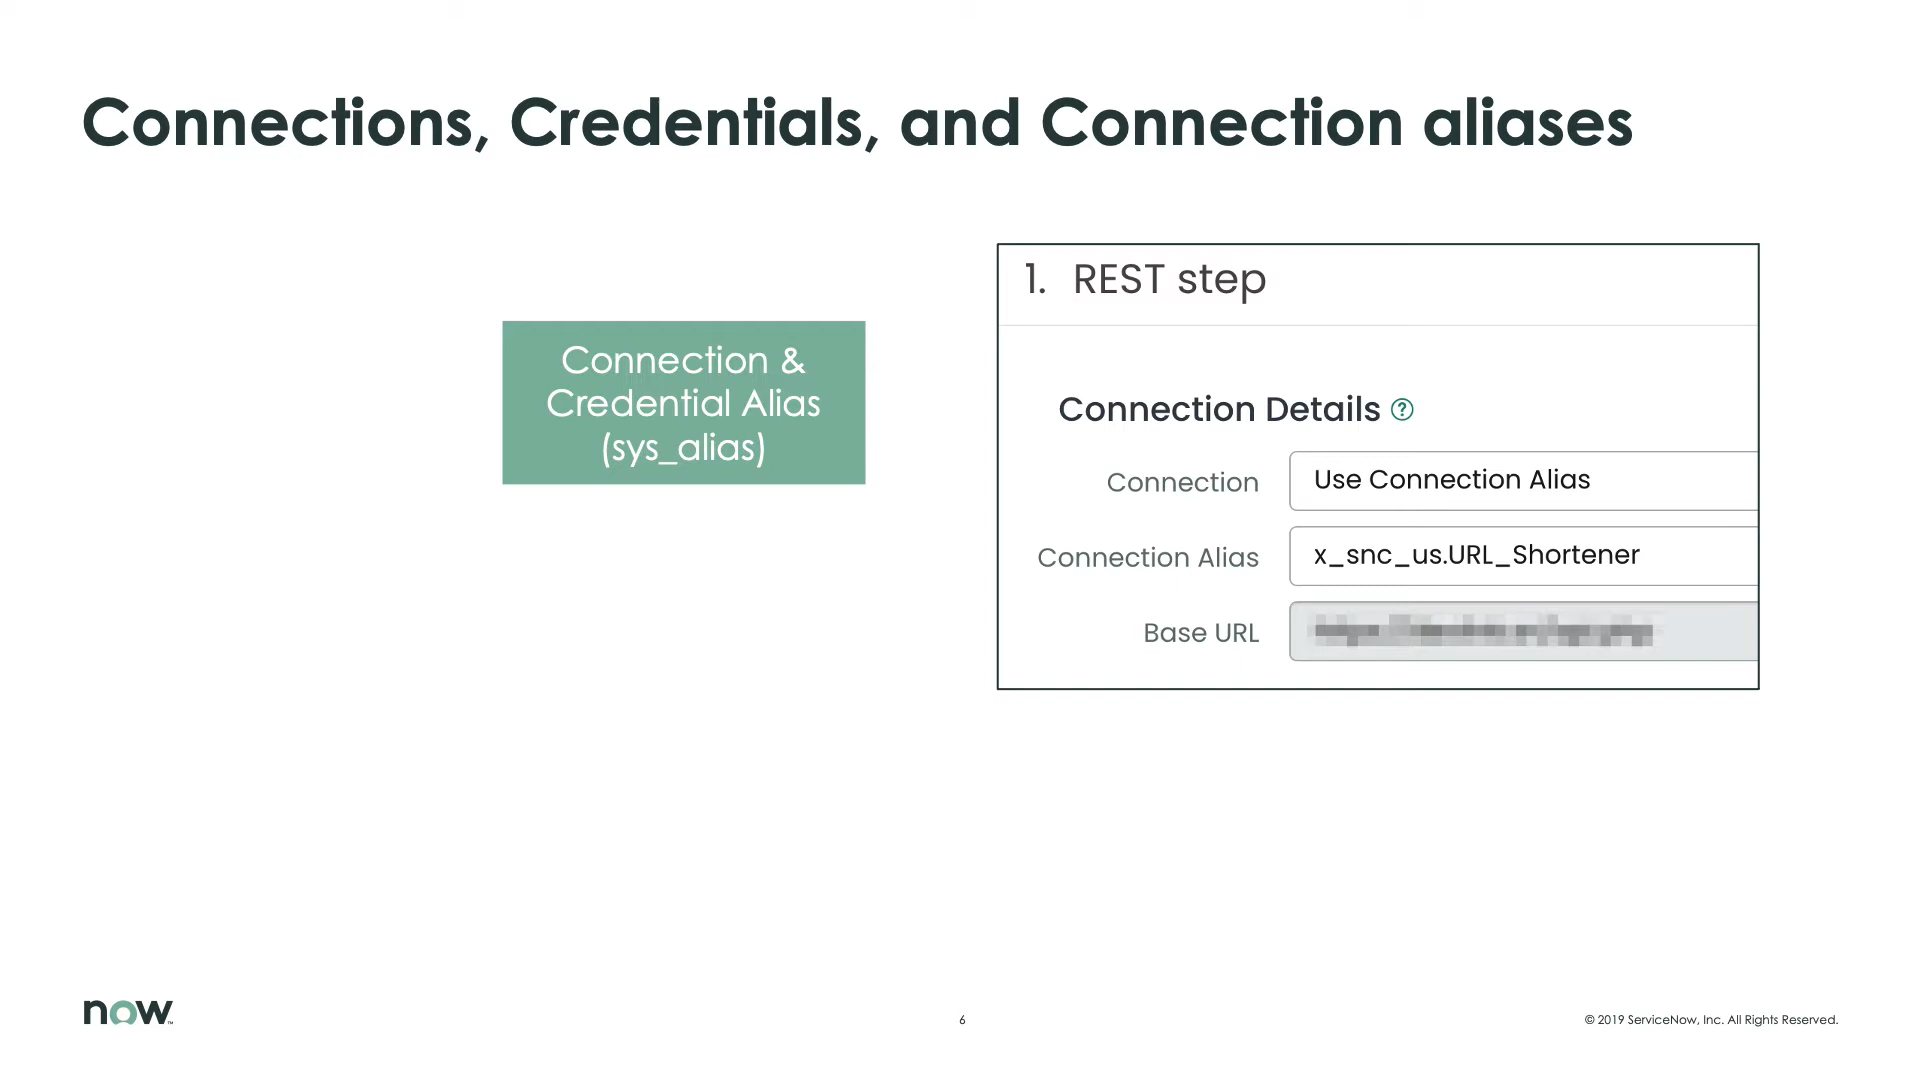 Connections, Credentials, and Connection aliases
Connection &
Credential Alias
(sys_alias)
1. REST step
Connection Details ?
Connection Use Connection Alias
Connection Alias x_snc_us.URL_Shortener
Base URL
now
6
© 2019 ServiceNow, Inc. All Rights Reserved.